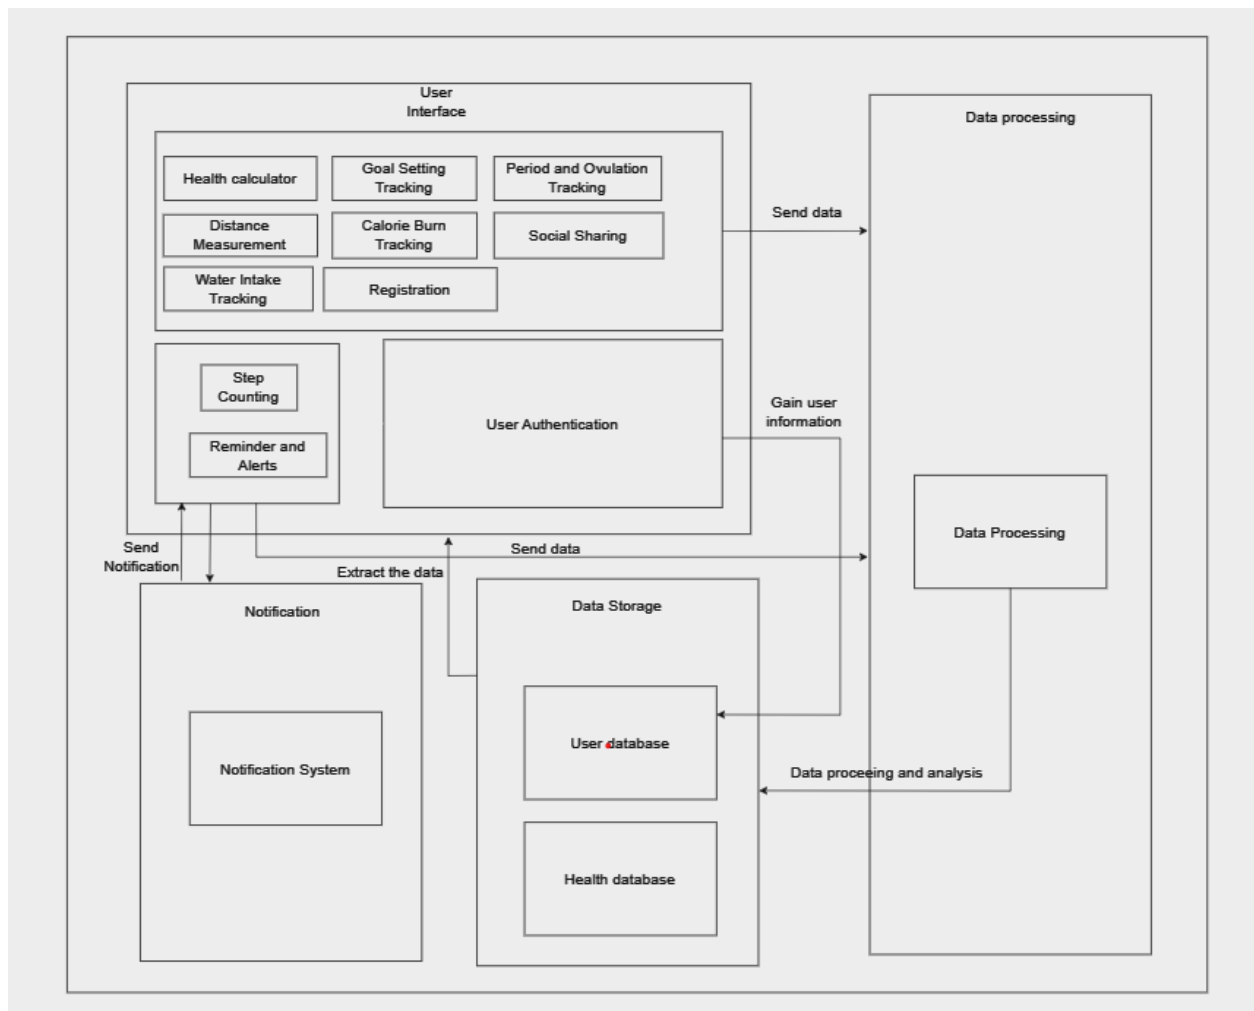 User
Interface
Data processing
Health calculator
Goal Setting
Tracking
Period and Ovulation
Tracking
Distance
Measurement
Calorie Burn
Tracking
Social Sharing
Send data
Water Intake
Tracking
Registration
Step
Counting
Reminder and
Alerts
User Authentication
Gain user
information
Data Processing
Send
Notification
Send data
Extract the data
Notification
Data Storage
Notification System
User database
Data proceeing and analysis
Health database